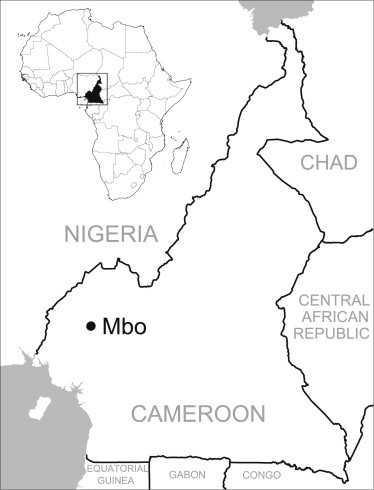 CHAD
NIGERIA
CENTRAL
AFRICAN
REPUBLIC
Mbo
CAMEROON
EQUATORIAL
GUINEA
GABON
CONGO